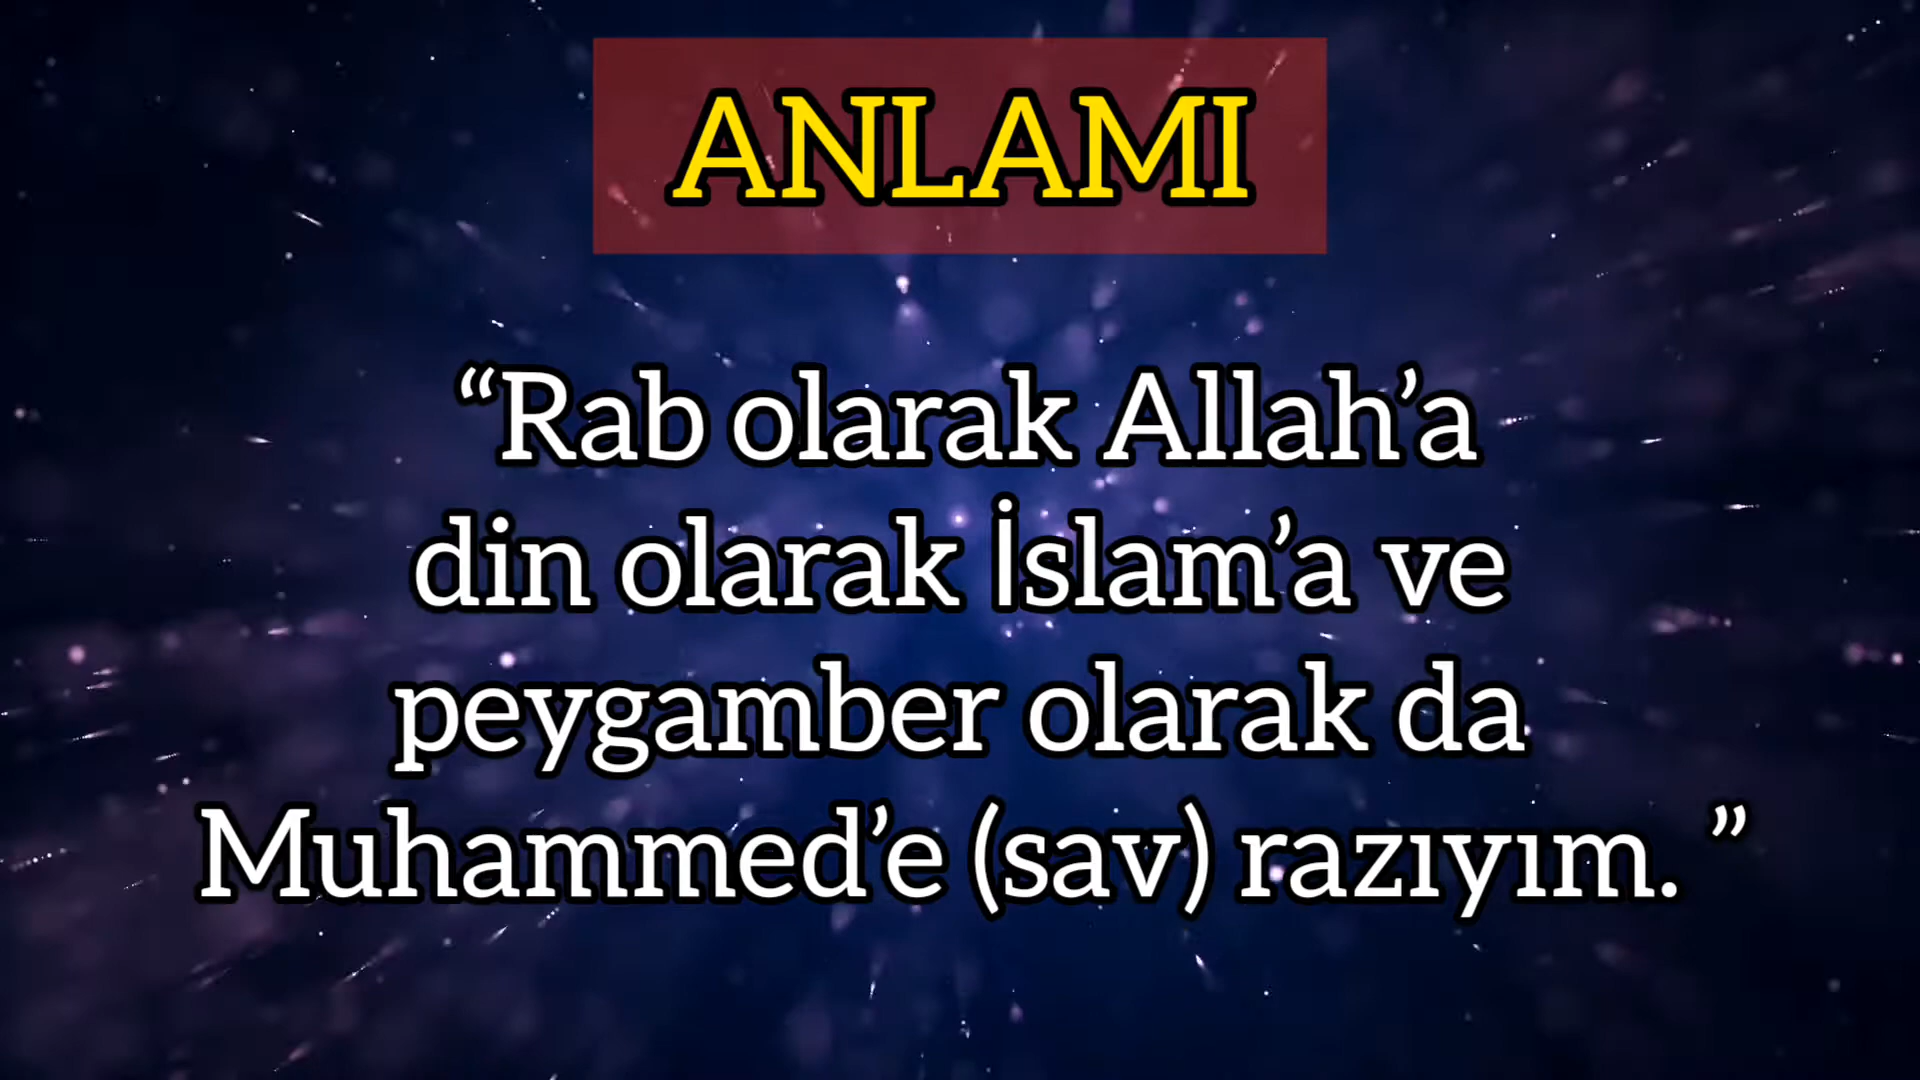 ANLAMI
“Rab olarak Allah’a
din olarak İslam’a ve
peygamber olarak da
Muhammed’e (sav) razıyım. ”